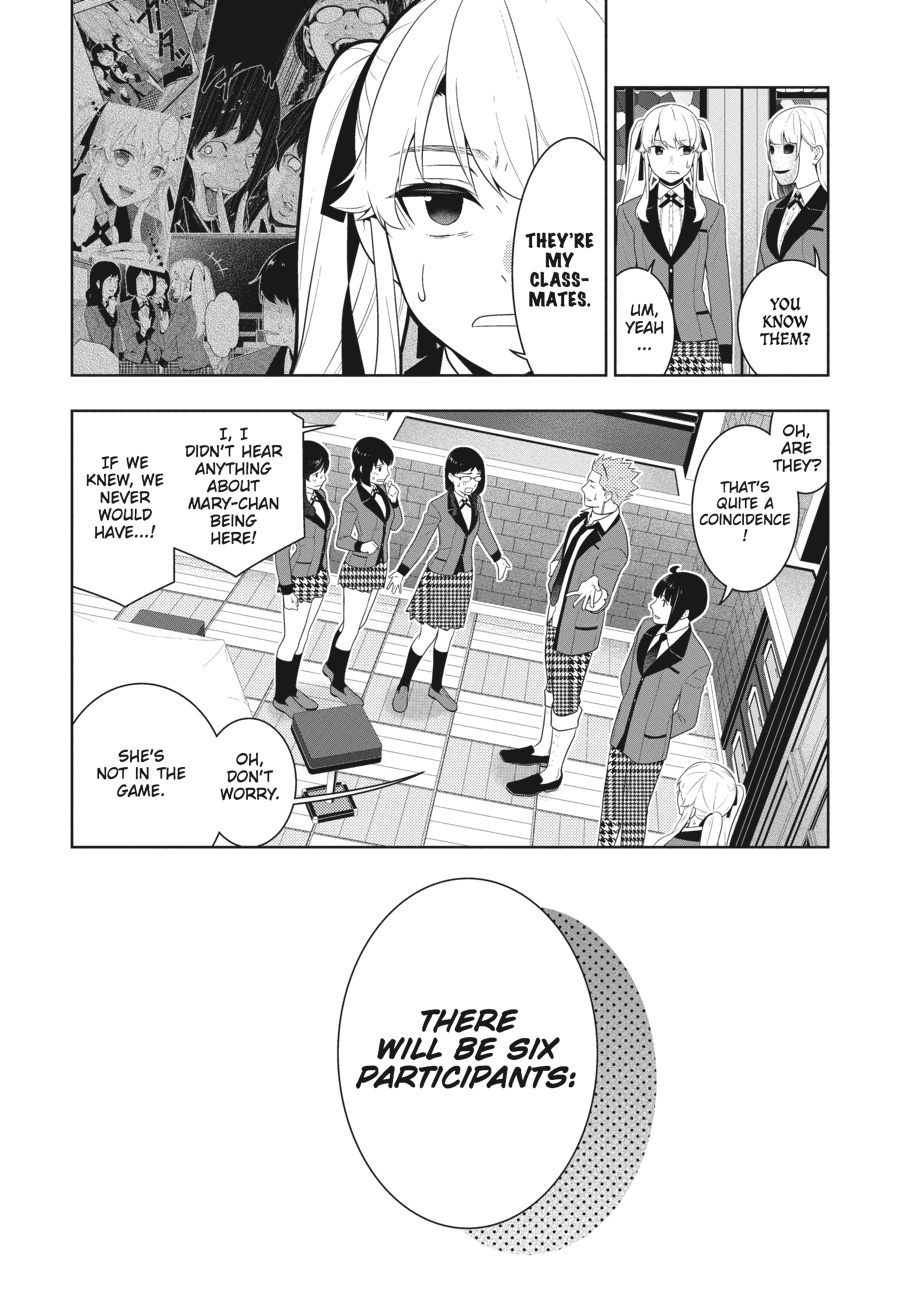 YOU
KNOW
THEM?
UM,
YEAH
...
THEY'RE
MY
CLASS-
MATES.
OH,
ARE
THEY?
THAT'S
QUITE A
COINCIDENCE
!
I, I
DIDN'T HEAR
ANYTHING
ABOUT
MARY-CHAN
BEING
HERE!
IF WE
KNEW, WE
NEVER
WOULD
HAVE...!
OH,
DON'T
WORRY.
SHE'S
NOT IN THE
GAME.
THERE
WILL BE SIX
PARTICIPANTS: